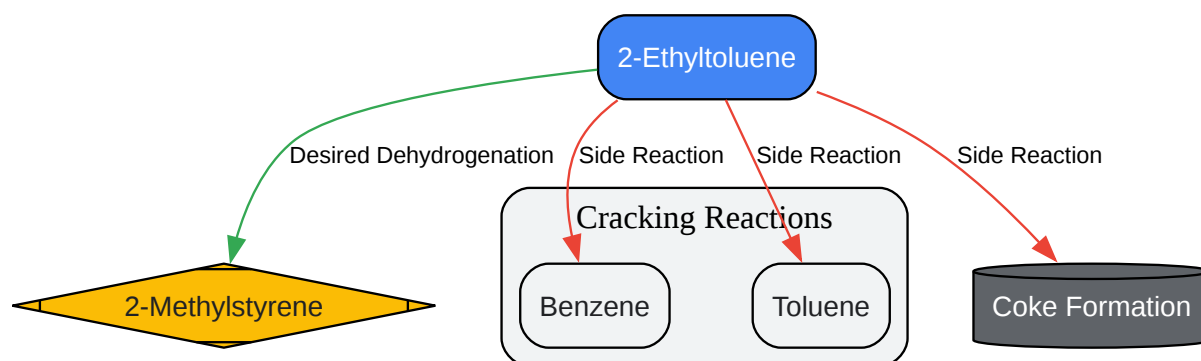 2-Ethyltoluene
Desired Dehydrogenation
Side Reaction
Side Reaction
Side Reaction
Cracking Reactions
2-Methylstyrene
Benzene
Toluene
Coke Formation